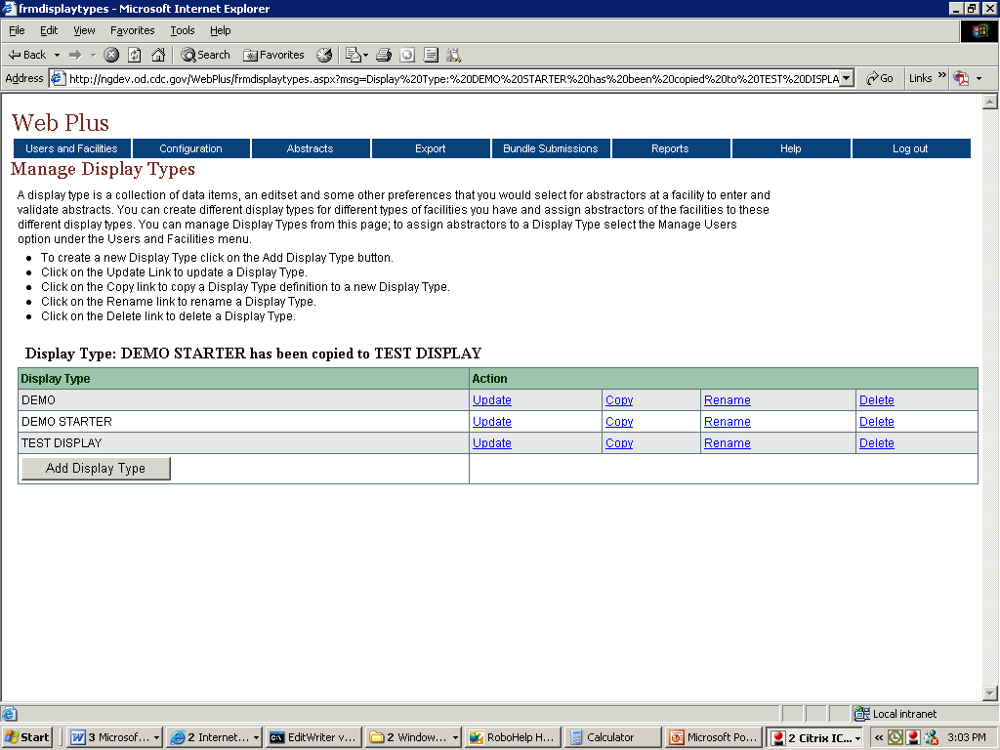 frmdisplaytypes - Microsoft Internet Explorer
File Edit View Favorites Tools Help
Back Search Favorites
Address http://ngdev.od.cdc.gov/WebPlus/frmdisplaytypes.aspx?msg=Display%20Type:%20DEMO%20STARTER%20has%20been%20copied%20to%20TEST%20DISPLA Go Links »
Web Plus
Users and Facilities Configuration Abstracts Export Bundle Submissions Reports Help Log out
Manage Display Types
A display type is a collection of data items, an editset and some other preferences that you would select for abstractors at a facility to enter and
validate abstracts. You can create different display types for different types of facilities you have and assign abstractors of the facilities to these
different display types. You can manage Display Types from this page; to assign abstractors to a Display Type select the Manage Users
option under the Users and Facilities menu.
• To create a new Display Type click on the Add Display Type button.
• Click on the Update Link to update a Display Type.
• Click on the Copy link to copy a Display Type definition to a new Display Type.
• Click on the Rename link to rename a Display Type.
• Click on the Delete link to delete a Display Type.
Display Type: DEMO STARTER has been copied to TEST DISPLAY
Display Type Action
DEMO Update Copy Rename Delete
DEMO STARTER Update Copy Rename Delete
TEST DISPLAY Update Copy Rename Delete
Add Display Type
Local intranet
Start 3 Microsof... 2 Internet... EditWriter v... 2 Window... RoboHelp H... Calculator Microsoft Po... 2 Citrix IC... « 3:03 PM